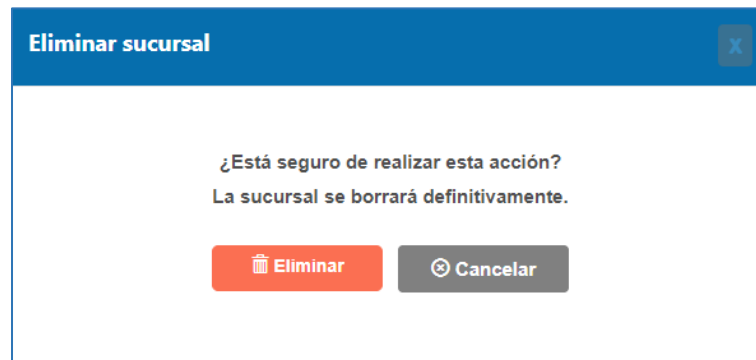 Eliminar sucursal
x
¿Está seguro de realizar esta acción?
La sucursal se borrará definitivamente.
Eliminar
Cancelar